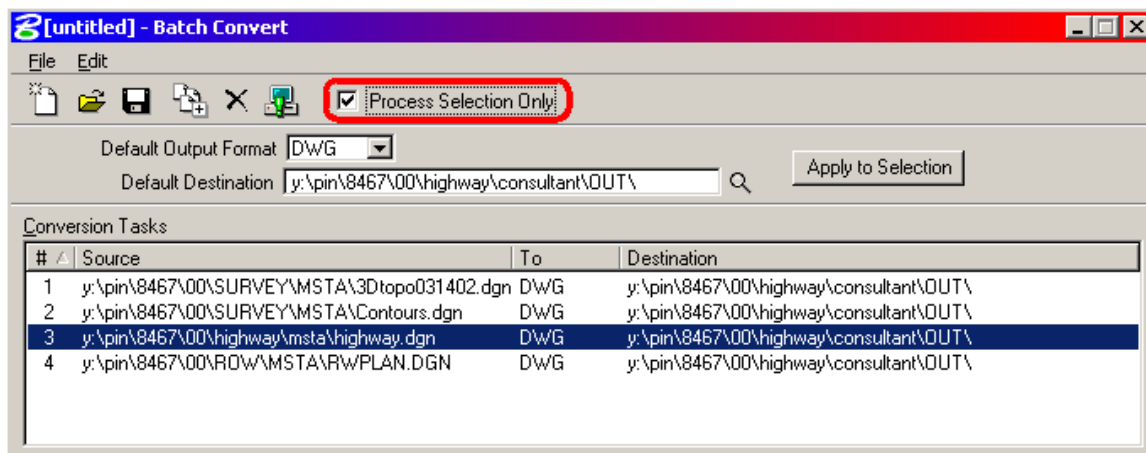 [untitled] - Batch Convert
File Edit
Process Selection Only
Default Output Format DWG
Default Destination y:\pin\8467\00\highway\consultant\OUT\
Apply to Selection
Conversion Tasks
# Source To Destination
1 y:\pin\8467\00\SURVEY\MSTA\3Dtopo031402.dgn DWG y:\pin\8467\00\highway\consultant\OUT\
2 y:\pin\8467\00\SURVEY\MSTA\Contours.dgn DWG y:\pin\8467\00\highway\consultant\OUT\
3 y:\pin\8467\00\highway\msta\highway.dgn DWG y:\pin\8467\00\highway\consultant\OUT\
4 y:\pin\8467\00\ROW\MSTA\RWPLAN.DGN DWG y:\pin\8467\00\highway\consultant\OUT\